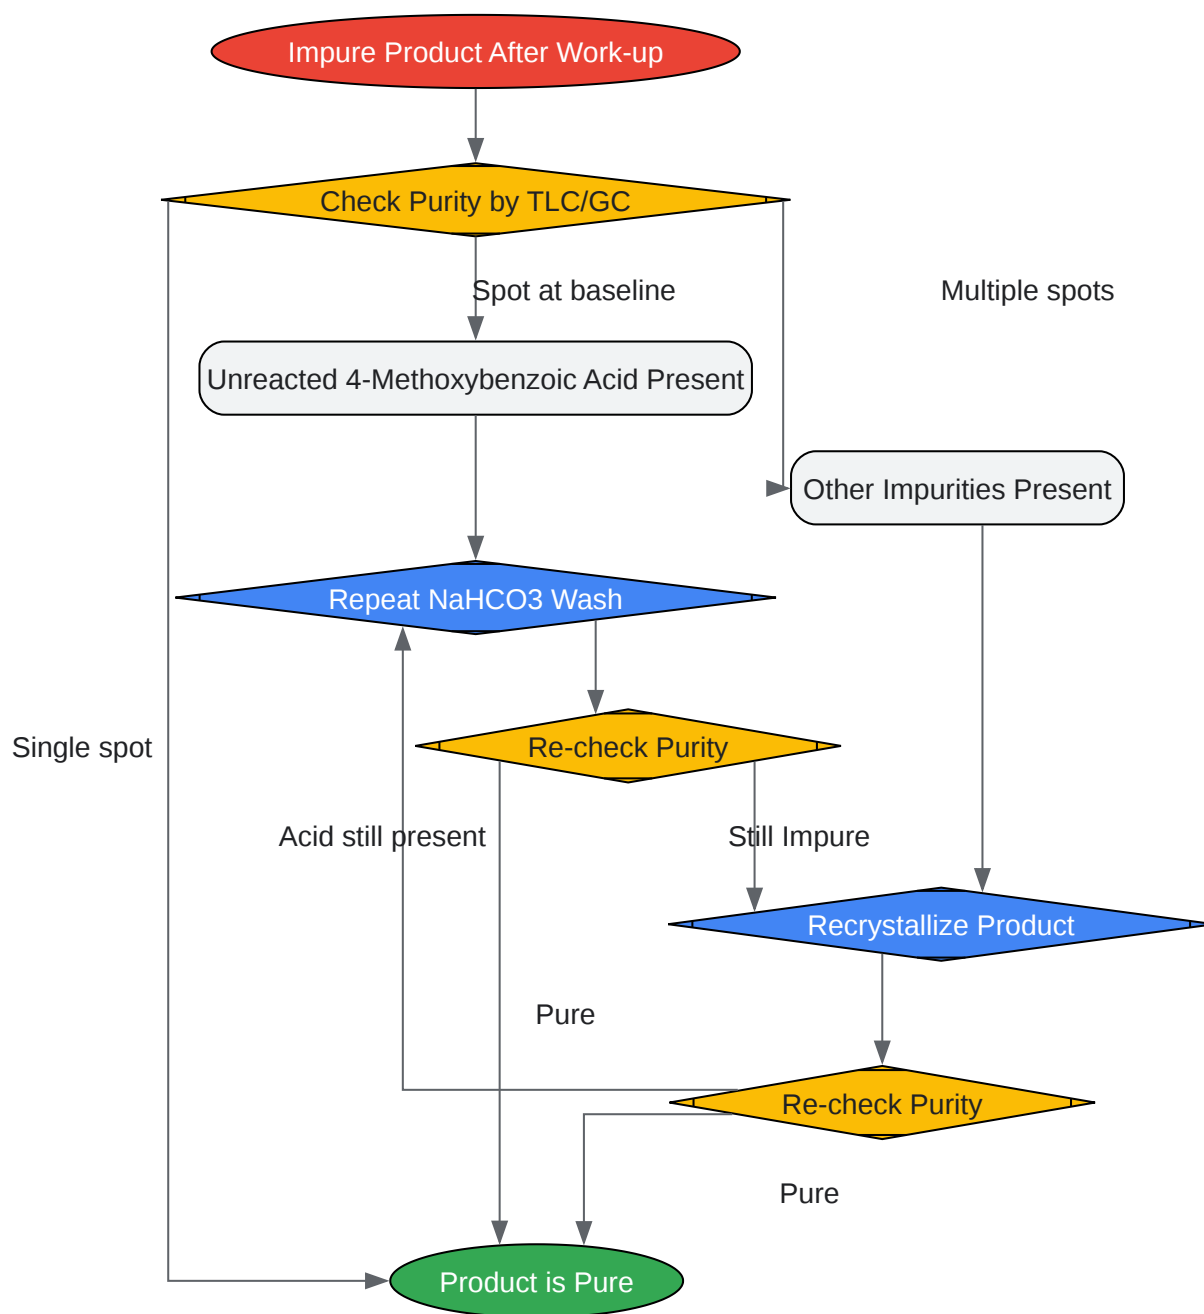 Impure Product After Work-up
Check Purity by TLC/GC
Spot at baseline
Multiple spots
Unreacted 4-Methoxybenzoic Acid Present
Other Impurities Present
Repeat NaHCO3 Wash
Single spot
Re-check Purity
Acid still present
Still Impure
Recrystallize Product
Pure
Re-check Purity
Pure
Product is Pure